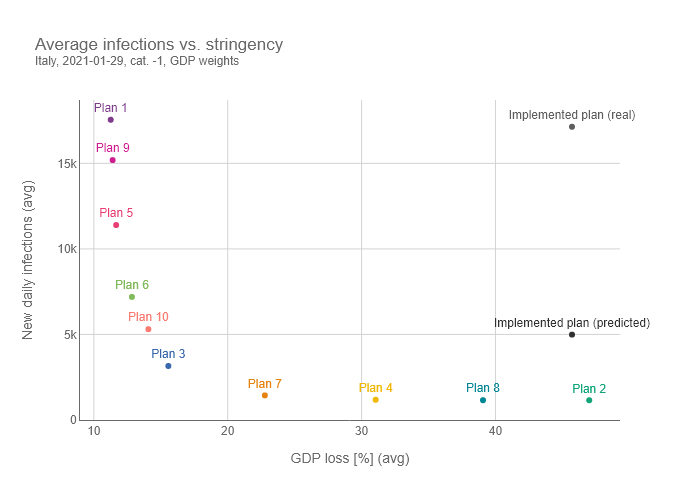 Average infections vs. stringency
Italy, 2021-01-29, cat. -1, GDP weights
Plan 1
Implemented plan (real)
15k
Plan 9
Plan 5
10k
Plan 6
Plan 10
5k
Implemented plan (predicted)
Plan 3
Plan 7
Plan 4
Plan 8
Plan 2
0
10
20
30
40
New daily infections (avg)
GDP loss [%] (avg)